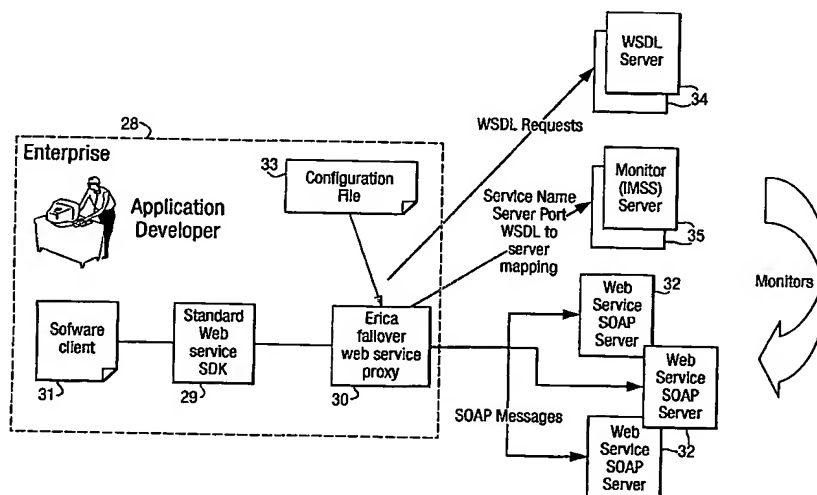 WSDL
Server
34
WSDL Requests
28
Enterprise
33
Configuration
File
Application
Developer
Service Name
Server Port
WSDL to
server
mapping
Monitor
(IMSS)
Server
35
Monitors
Sofware
client
31
Standard
Web
service
SDK
29
Erica
failover
web service
proxy
30
SOAP Messages
32
Web
Service
SOAP
Server
Web
Service
SOAP
Server
Web
Service
SOAP
Server
32